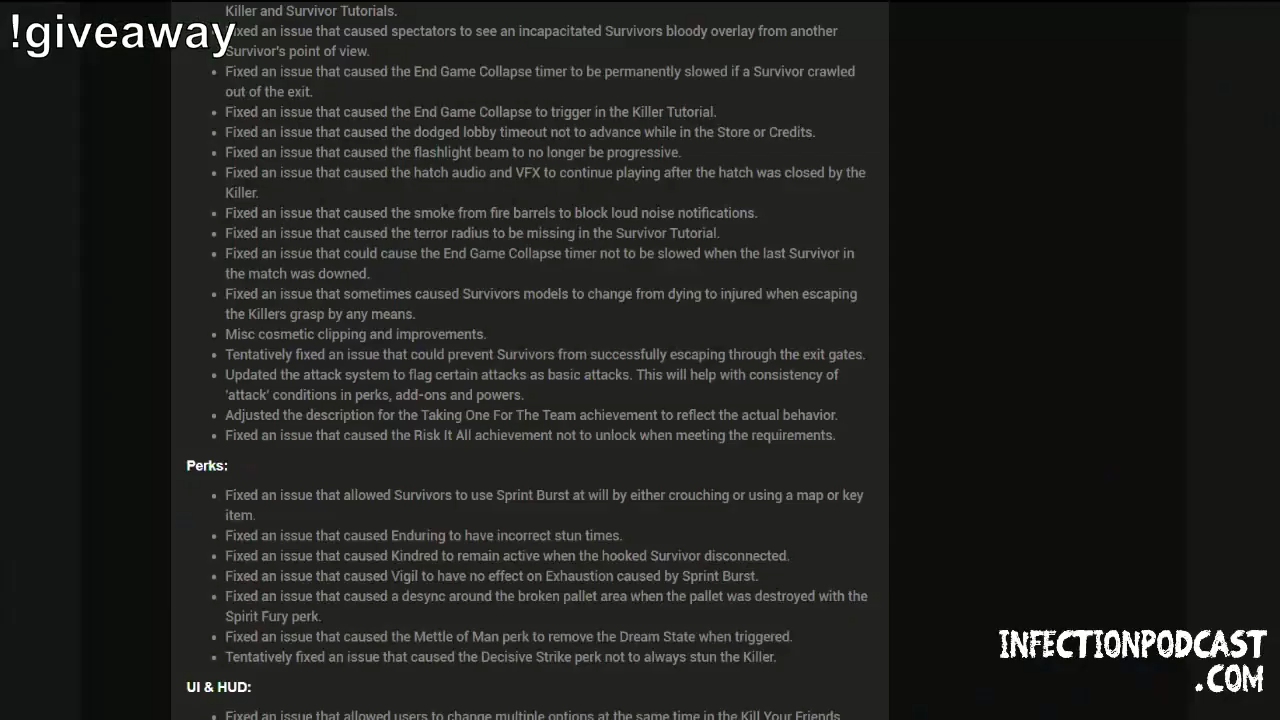 Killer and Survivor Tutorials.
!giveaway
Fixed an issue that caused spectators to see an incapacitated Survivors bloody overlay from another
Survivor's point of view.
Fixed an issue that caused the End Game Collapse timer to be permanently slowed if a Survivor crawled
out of the exit.
Fixed an issue that caused the End Game Collapse to trigger in the Killer Tutorial.
Fixed an issue that caused the dodged lobby timeout not to advance while in the Store or Credits.
Fixed an issue that caused the flashlight beam to no longer be progressive.
Fixed an issue that caused the hatch audio and VFX to continue playing after the hatch was closed by the
Killer.
Fixed an issue that caused the smoke from fire barrels to block loud noise notifications.
Fixed an issue that caused the terror radius to be missing in the Survivor Tutorial.
Fixed an issue that could cause the End Game Collapse timer not to be slowed when the last Survivor in
the match was downed.
Fixed an issue that sometimes caused Survivors models to change from dying to injured when escaping
the Killers grasp by any means.
Misc cosmetic clipping and improvements.
Tentatively fixed an issue that could prevent Survivors from successfully escaping through the exit gates.
Updated the attack system to flag certain attacks as basic attacks. This will help with consistency of
'attack' conditions in perks, add-ons and powers.
Adjusted the description for the Taking One For The Team achievement to reflect the actual behavior.
Fixed an issue that caused the Risk It All achievement not to unlock when meeting the requirements.
Perks:
Fixed an issue that allowed Survivors to use Sprint Burst at will by either crouching or using a map or key
item.
Fixed an issue that caused Enduring to have incorrect stun times.
Fixed an issue that caused Kindred to remain active when the hooked Survivor disconnected.
Fixed an issue that caused Vigil to have no effect on Exhaustion caused by Sprint Burst.
Fixed an issue that caused a desync around the broken pallet area when the pallet was destroyed with the
Spirit Fury perk.
Fixed an issue that caused the Mettle of Man perk to remove the Dream State when triggered.
Tentatively fixed an issue that caused the Decisive Strike perk not to always stun the Killer.
UI & HUD:
Fixed an issue that allowed users to change multiple options at the same time in the Kill Your Friends
INFECTIONPODCAST
.COM